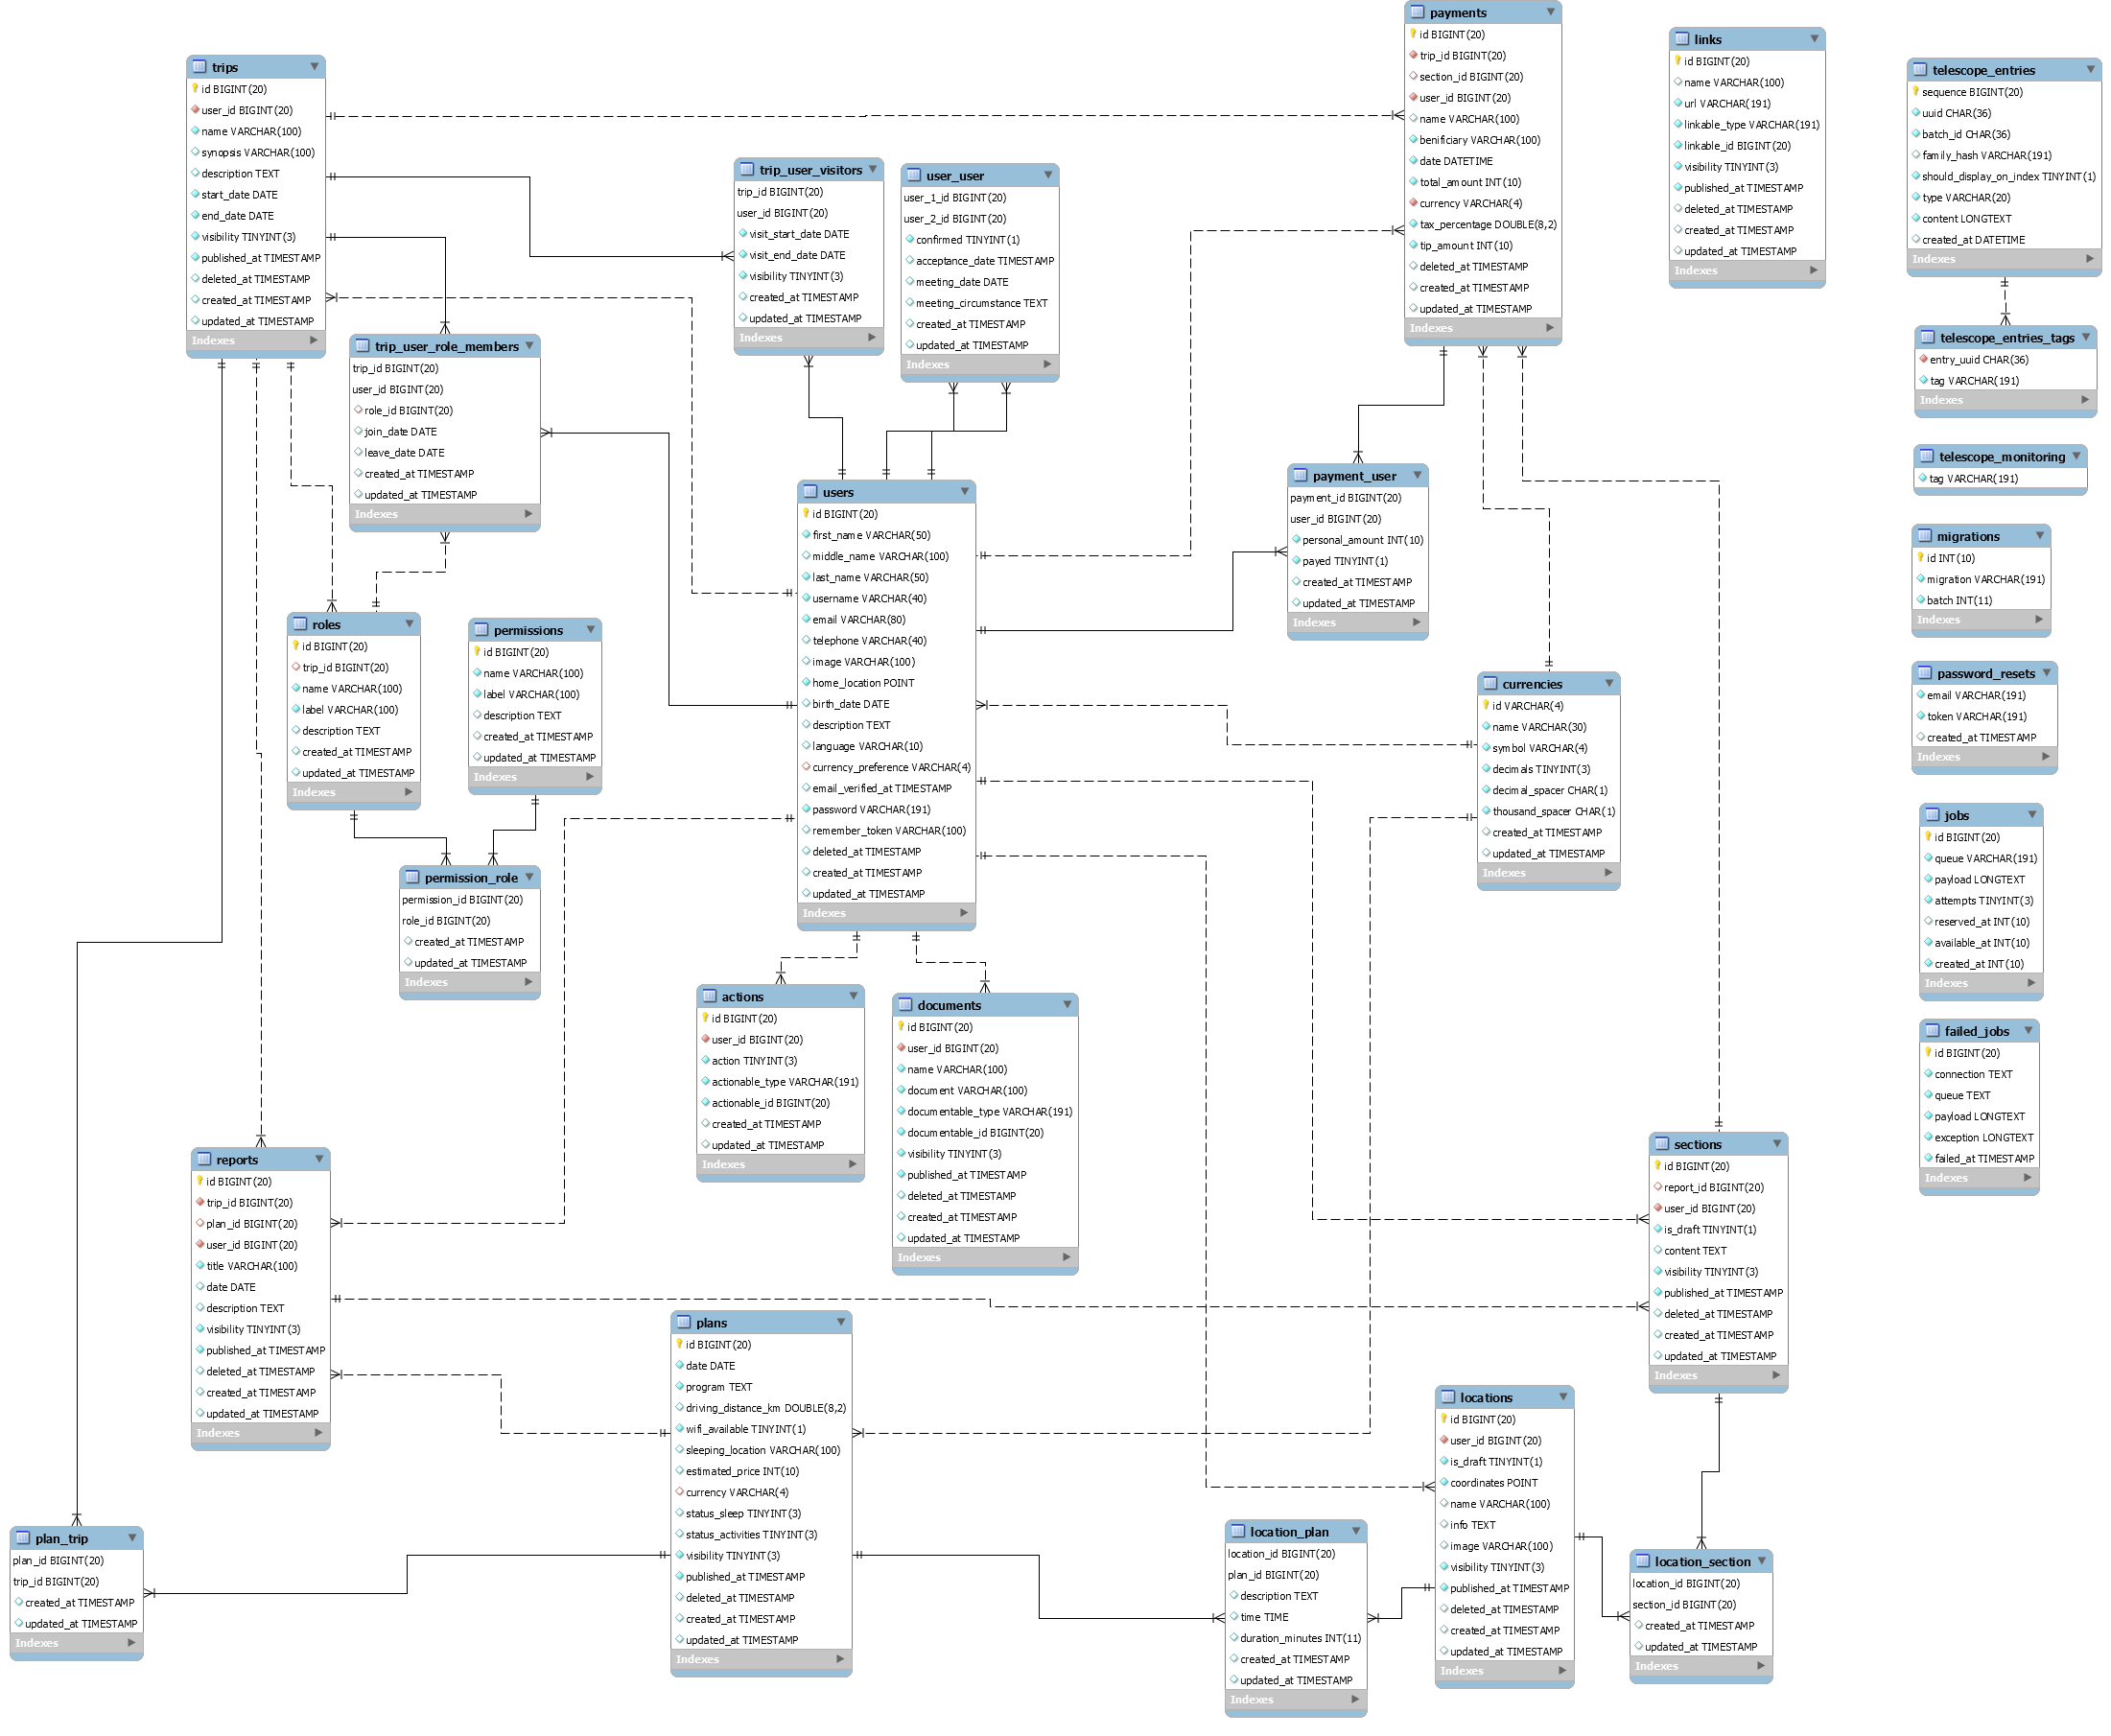 trips
id BIGINT(20)
user_id BIGINT(20)
name VARCHAR(100)
synopsis VARCHAR(100)
description TEXT
start_date DATE
end_date DATE
visibility TINYINT(3)
published_at TIMESTAMP
deleted_at TIMESTAMP
created_at TIMESTAMP
updated_at TIMESTAMP
Indexes
trip_user_role_members
trip_id BIGINT(20)
user_id BIGINT(20)
role_id BIGINT(20)
join_date DATE
leave_date DATE
created_at TIMESTAMP
updated_at TIMESTAMP
Indexes
trip_user_visitors
trip_id BIGINT(20)
user_id BIGINT(20)
visit_start_date DATE
visit_end_date DATE
visibility TINYINT(3)
created_at TIMESTAMP
updated_at TIMESTAMP
Indexes
user_user
user_1_id BIGINT(20)
user_2_id BIGINT(20)
confirmed TINYINT(1)
acceptance_date TIMESTAMP
meeting_date DATE
meeting_circumstance TEXT
created_at TIMESTAMP
updated_at TIMESTAMP
Indexes
payments
id BIGINT(20)
trip_id BIGINT(20)
section_id BIGINT(20)
user_id BIGINT(20)
name VARCHAR(100)
benificiary VARCHAR(100)
date DATETIME
total_amount INT(10)
currency VARCHAR(4)
tax_percentage DOUBLE(8,2)
tip_amount INT(10)
deleted_at TIMESTAMP
created_at TIMESTAMP
updated_at TIMESTAMP
Indexes
links
id BIGINT(20)
name VARCHAR(100)
url VARCHAR(191)
linkable_type VARCHAR(191)
linkable_id BIGINT(20)
visibility TINYINT(3)
published_at TIMESTAMP
deleted_at TIMESTAMP
created_at TIMESTAMP
updated_at TIMESTAMP
Indexes
telescope_entries
sequence BIGINT(20)
uuid CHAR(36)
batch_id CHAR(36)
family_hash VARCHAR(191)
should_display_on_index TINYINT(1)
type VARCHAR(20)
content LONGTEXT
created_at DATETIME
Indexes
telescope_entries_tags
entry_uuid CHAR(36)
tag VARCHAR(191)
Indexes
telescope_monitoring
tag VARCHAR(191)
migrations
id INT(10)
migration VARCHAR(191)
batch INT(11)
Indexes
password_resets
email VARCHAR(191)
token VARCHAR(191)
created_at TIMESTAMP
Indexes
jobs
id BIGINT(20)
queue VARCHAR(191)
payload LONGTEXT
attempts TINYINT(3)
reserved_at INT(10)
available_at INT(10)
created_at INT(10)
Indexes
failed_jobs
id BIGINT(20)
connection TEXT
queue TEXT
payload LONGTEXT
exception LONGTEXT
failed_at TIMESTAMP
Indexes
users
id BIGINT(20)
first_name VARCHAR(50)
middle_name VARCHAR(100)
last_name VARCHAR(50)
username VARCHAR(40)
email VARCHAR(80)
telephone VARCHAR(40)
image VARCHAR(100)
home_location POINT
birth_date DATE
description TEXT
language VARCHAR(10)
currency_preference VARCHAR(4)
email_verified_at TIMESTAMP
password VARCHAR(191)
remember_token VARCHAR(100)
deleted_at TIMESTAMP
created_at TIMESTAMP
updated_at TIMESTAMP
Indexes
payment_user
payment_id BIGINT(20)
user_id BIGINT(20)
personal_amount INT(10)
payed TINYINT(1)
created_at TIMESTAMP
updated_at TIMESTAMP
Indexes
roles
id BIGINT(20)
trip_id BIGINT(20)
name VARCHAR(100)
label VARCHAR(100)
description TEXT
created_at TIMESTAMP
updated_at TIMESTAMP
Indexes
permissions
id BIGINT(20)
name VARCHAR(100)
label VARCHAR(100)
description TEXT
created_at TIMESTAMP
updated_at TIMESTAMP
Indexes
permission_role
permission_id BIGINT(20)
role_id BIGINT(20)
created_at TIMESTAMP
updated_at TIMESTAMP
Indexes
currencies
id VARCHAR(4)
name VARCHAR(30)
symbol VARCHAR(4)
decimals TINYINT(3)
decimal_spacer CHAR(1)
thousand_spacer CHAR(1)
created_at TIMESTAMP
updated_at TIMESTAMP
Indexes
actions
id BIGINT(20)
user_id BIGINT(20)
action TINYINT(3)
actionable_type VARCHAR(191)
actionable_id BIGINT(20)
created_at TIMESTAMP
updated_at TIMESTAMP
Indexes
documents
id BIGINT(20)
user_id BIGINT(20)
name VARCHAR(100)
document VARCHAR(100)
documentable_type VARCHAR(191)
documentable_id BIGINT(20)
visibility TINYINT(3)
published_at TIMESTAMP
deleted_at TIMESTAMP
created_at TIMESTAMP
updated_at TIMESTAMP
Indexes
reports
id BIGINT(20)
trip_id BIGINT(20)
plan_id BIGINT(20)
user_id BIGINT(20)
title VARCHAR(100)
date DATE
description TEXT
visibility TINYINT(3)
published_at TIMESTAMP
deleted_at TIMESTAMP
created_at TIMESTAMP
updated_at TIMESTAMP
Indexes
sections
id BIGINT(20)
report_id BIGINT(20)
user_id BIGINT(20)
is_draft TINYINT(1)
content TEXT
visibility TINYINT(3)
published_at TIMESTAMP
deleted_at TIMESTAMP
created_at TIMESTAMP
updated_at TIMESTAMP
Indexes
plans
id BIGINT(20)
date DATE
program TEXT
driving_distance_km DOUBLE(8,2)
wifi_available TINYINT(1)
sleeping_location VARCHAR(100)
estimated_price INT(10)
currency VARCHAR(4)
status_sleep TINYINT(3)
status_activities TINYINT(3)
visibility TINYINT(3)
published_at TIMESTAMP
deleted_at TIMESTAMP
created_at TIMESTAMP
updated_at TIMESTAMP
Indexes
locations
id BIGINT(20)
user_id BIGINT(20)
is_draft TINYINT(1)
coordinates POINT
name VARCHAR(100)
info TEXT
image VARCHAR(100)
visibility TINYINT(3)
published_at TIMESTAMP
deleted_at TIMESTAMP
created_at TIMESTAMP
updated_at TIMESTAMP
Indexes
plan_trip
plan_id BIGINT(20)
trip_id BIGINT(20)
created_at TIMESTAMP
updated_at TIMESTAMP
Indexes
location_plan
location_id BIGINT(20)
plan_id BIGINT(20)
description TEXT
time TIME
duration_minutes INT(11)
created_at TIMESTAMP
updated_at TIMESTAMP
Indexes
location_section
location_id BIGINT(20)
section_id BIGINT(20)
created_at TIMESTAMP
updated_at TIMESTAMP
Indexes